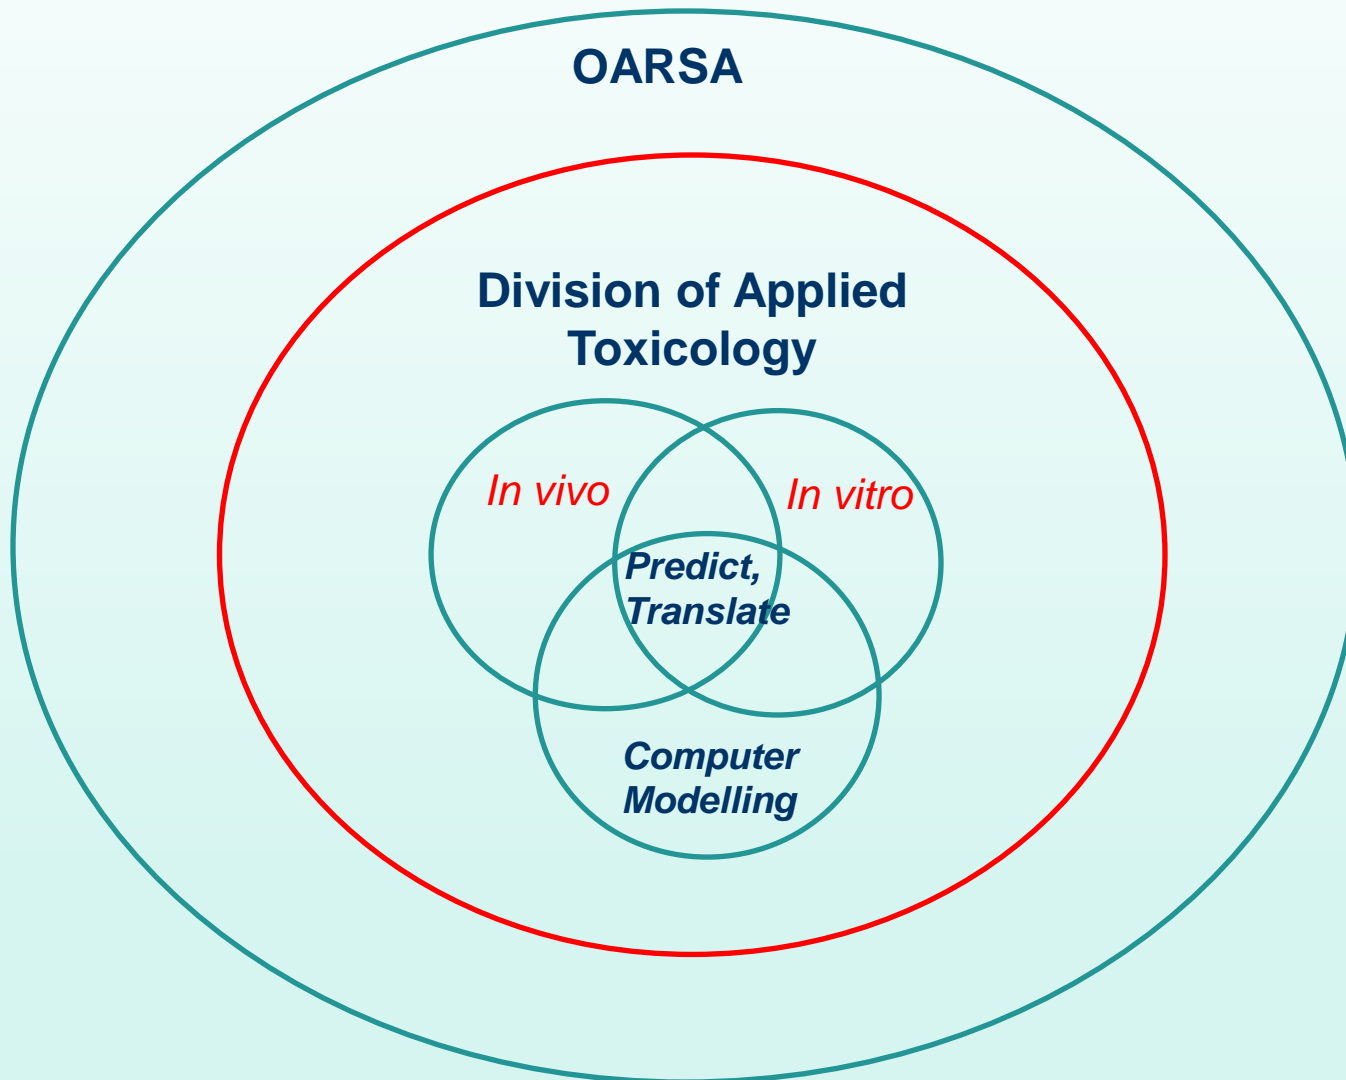 OARSA
Division of Applied
Toxicology
In vivo
In vitro
Predict,
Translate
Computer
Modelling